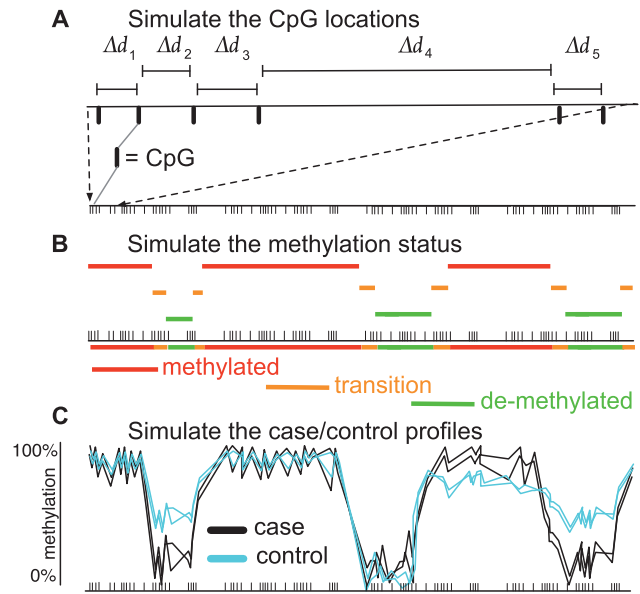 A Simulate the CpG locations
Δd1 Δd2 Δd3 Δd4 Δd5
= CpG
B Simulate the methylation status
methylated
transition
de-methylated
C Simulate the case/control profiles
100%
methylation
0%
case
control